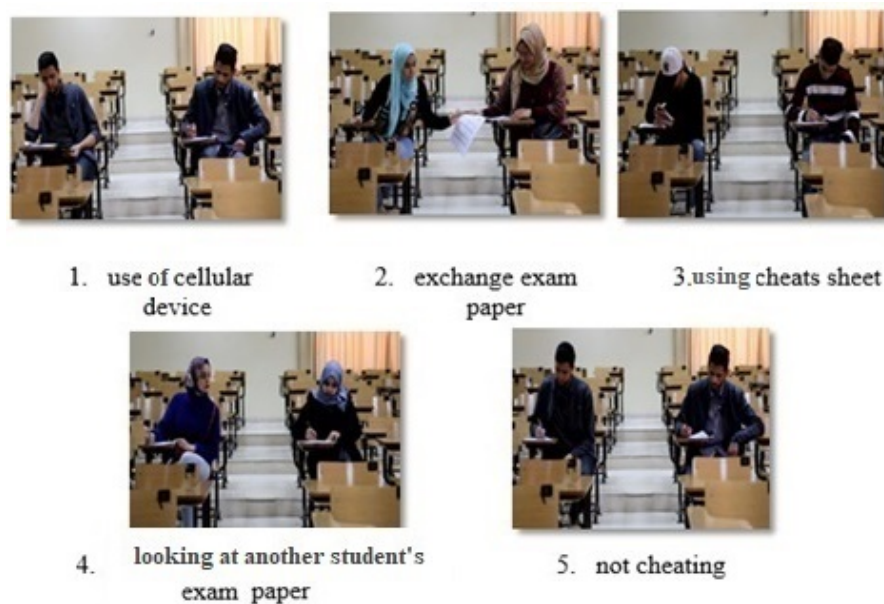 1. use of cellular
device
2. exchange exam
paper
3.using cheats sheet
4. looking at another student's
exam paper
5. not cheating